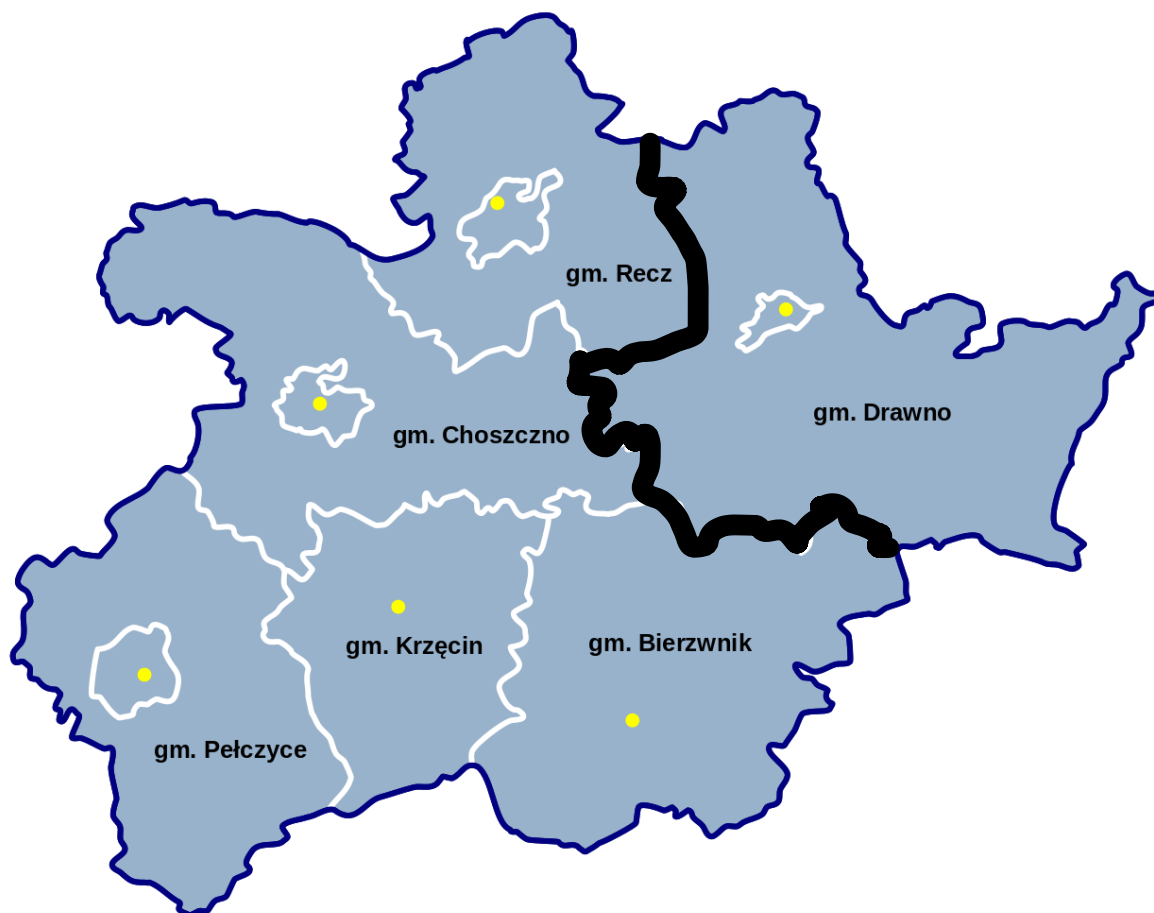 gm. Recz
gm. Drawno
gm. Choszczno
gm. Krzęcin
gm. Bierzwnik
gm. Pełczyce